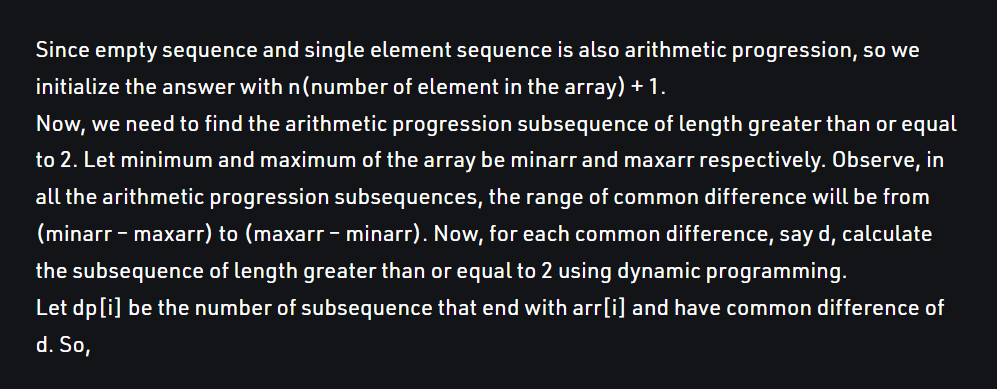 Since empty sequence and single element sequence is also arithmetic progression, so we
initialize the answer with n(number of element in the array) + 1.
Now, we need to find the arithmetic progression subsequence of length greater than or equal
to 2. Let minimum and maximum of the array be minarr and maxarr respectively. Observe, in
all the arithmetic progression subsequences, the range of common difference will be from
(minarr – maxarr) to (maxarr – minarr). Now, for each common difference, say d, calculate
the subsequence of length greater than or equal to 2 using dynamic programming.
Let dp[i] be the number of subsequence that end with arr[i] and have common difference of
d. So,